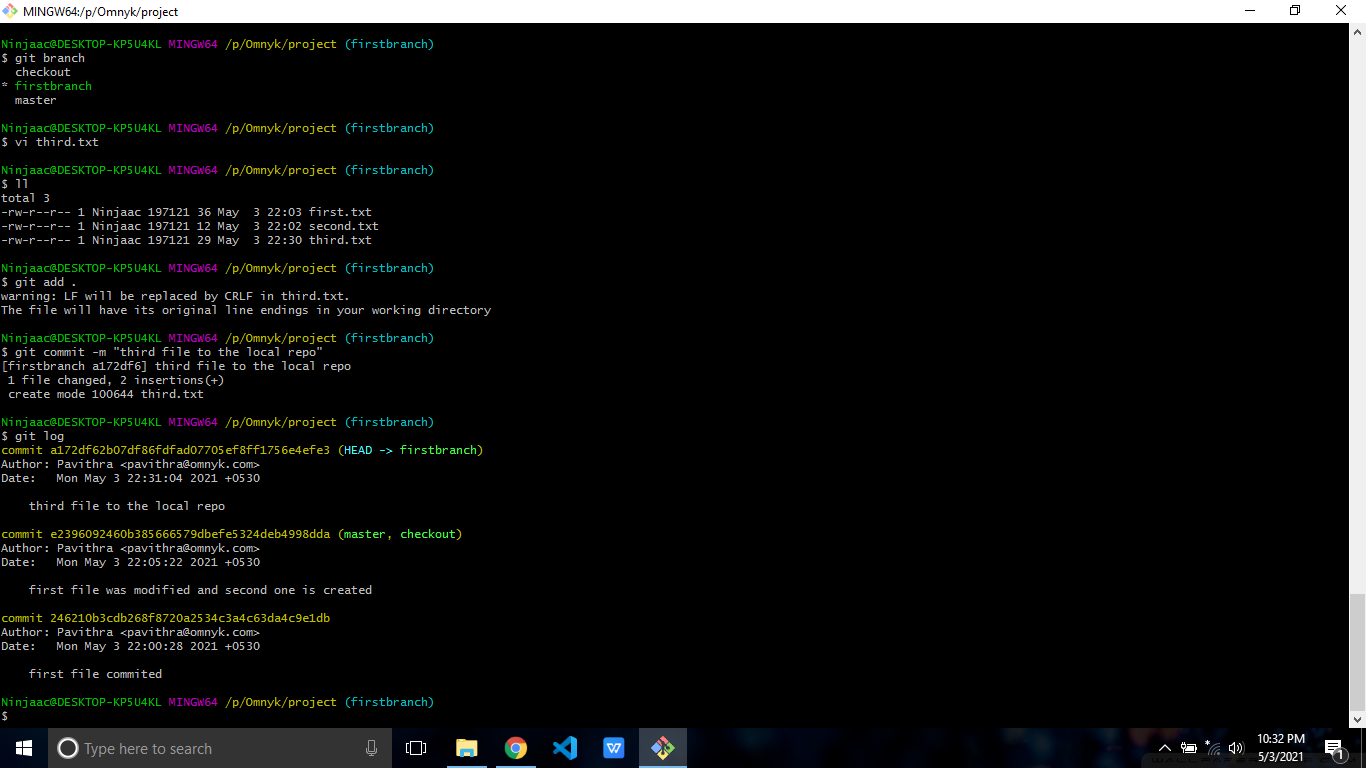 MINGW64:/p/Omnyk/project
Ninjaac@DESKTOP-KP5U4KL MINGW64 /p/Omnyk/project (firstbranch)
$ git branch
  checkout
* firstbranch
  master
Ninjaac@DESKTOP-KP5U4KL MINGW64 /p/Omnyk/project (firstbranch)
$ vi third.txt
Ninjaac@DESKTOP-KP5U4KL MINGW64 /p/Omnyk/project (firstbranch)
$ ll
total 3
-rw-r--r-- 1 Ninjaac 197121 36 May  3 22:03 first.txt
-rw-r--r-- 1 Ninjaac 197121 12 May  3 22:02 second.txt
-rw-r--r-- 1 Ninjaac 197121 29 May  3 22:30 third.txt
Ninjaac@DESKTOP-KP5U4KL MINGW64 /p/Omnyk/project (firstbranch)
$ git add .
warning: LF will be replaced by CRLF in third.txt.
The file will have its original line endings in your working directory
Ninjaac@DESKTOP-KP5U4KL MINGW64 /p/Omnyk/project (firstbranch)
$ git commit -m "third file to the local repo"
[firstbranch a172df6] third file to the local repo
 1 file changed, 2 insertions(+)
 create mode 100644 third.txt
Ninjaac@DESKTOP-KP5U4KL MINGW64 /p/Omnyk/project (firstbranch)
$ git log
commit a172df62b07df86fdfad07705ef8ff1756e4efe3 (HEAD -> firstbranch)
Author: Pavithra <pavithra@omnyk.com>
Date:   Mon May 3 22:31:04 2021 +0530
    third file to the local repo
commit e2396092460b385666579dbefe5324deb4998dda (master, checkout)
Author: Pavithra <pavithra@omnyk.com>
Date:   Mon May 3 22:05:22 2021 +0530
    first file was modified and second one is created
commit 246210b3cdb268f8720a2534c3a4c63da4c9e1db
Author: Pavithra <pavithra@omnyk.com>
Date:   Mon May 3 22:00:28 2021 +0530
    first file commited
Ninjaac@DESKTOP-KP5U4KL MINGW64 /p/Omnyk/project (firstbranch)
$
Type here to search
10:32 PM
5/3/2021
1